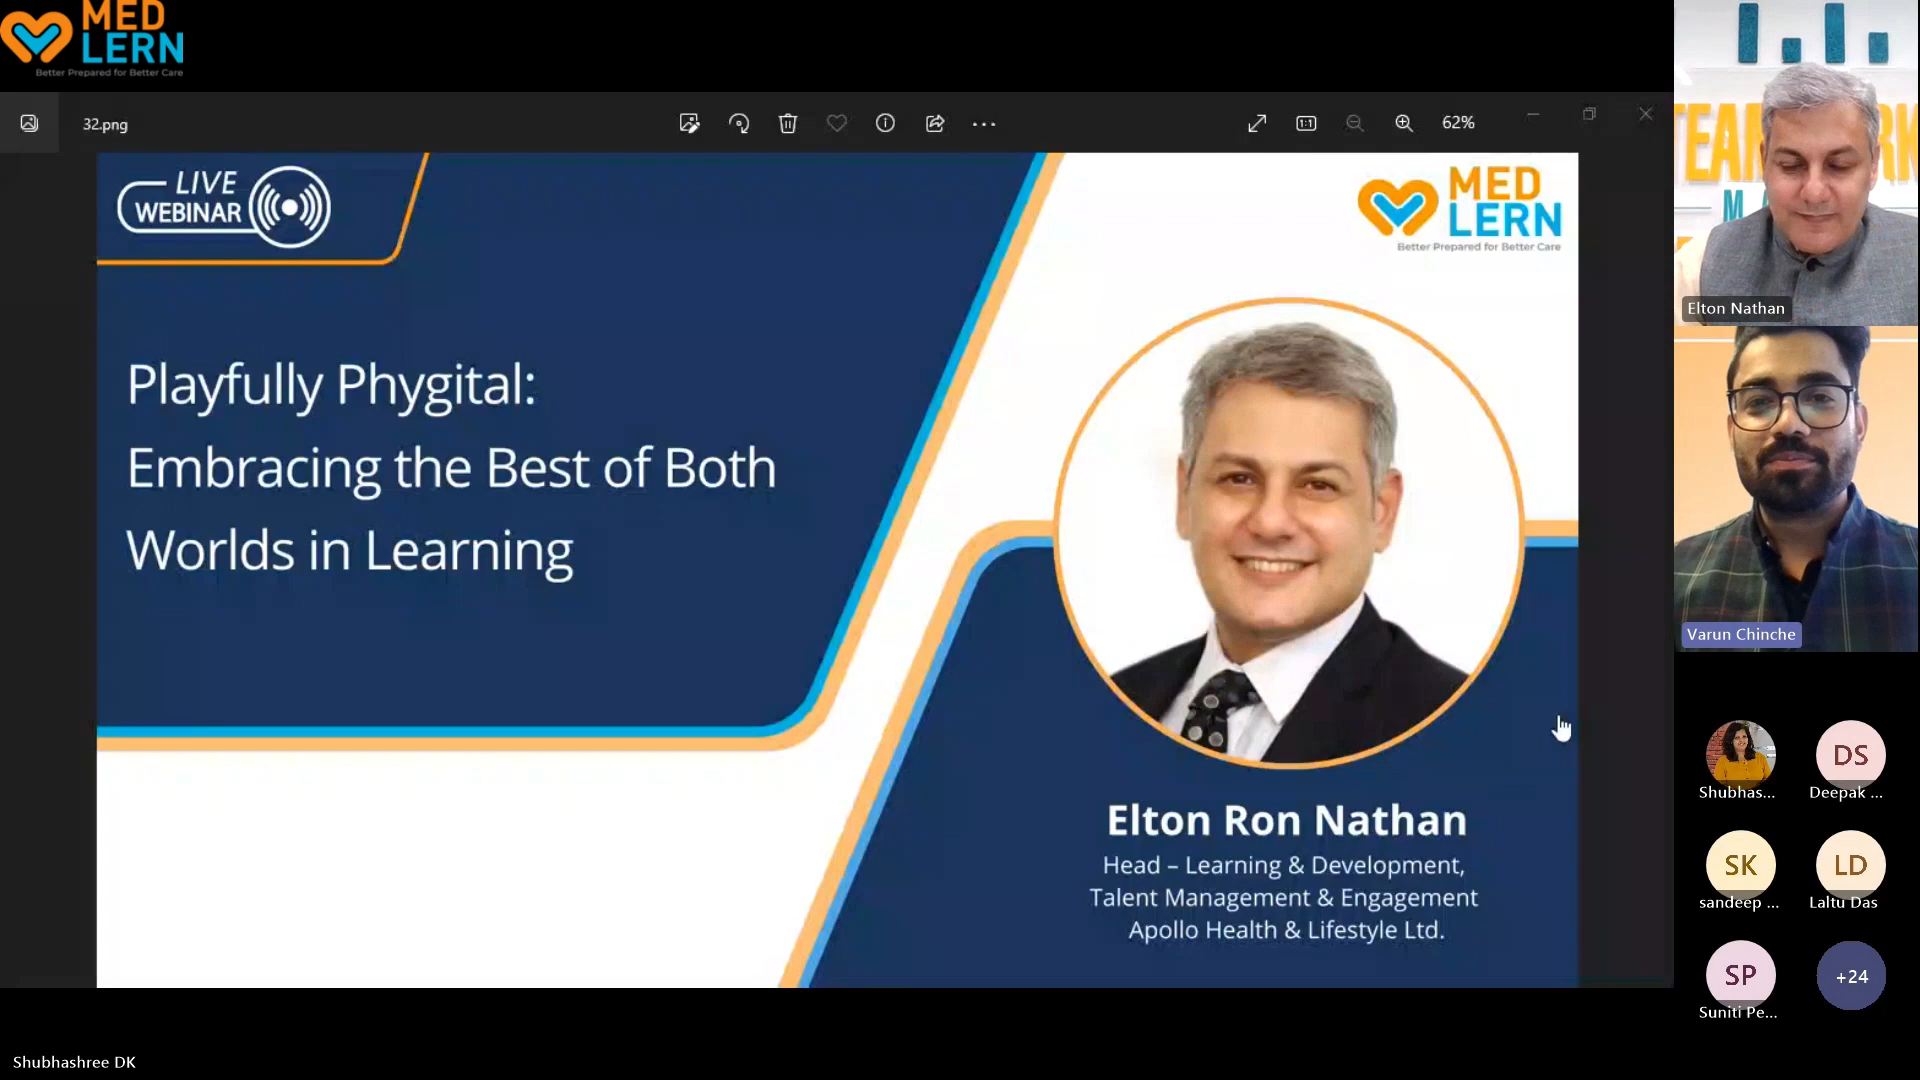 MED
LERN
Better Prepared for Better Care
32.png
62%
LIVE
WEBINAR
MED
LERN
Better Prepared for Better Care
Playfully Phygital:
Embracing the Best of Both
Worlds in Learning
Elton Ron Nathan
Head – Learning & Development,
Talent Management & Engagement
Apollo Health & Lifestyle Ltd.
Elton Nathan
Varun Chinche
Shubhas...
DS
Deepak ...
SK
sandeep ...
LD
Laltu Das
SP
Suniti Pe...
+24
Shubhashree DK